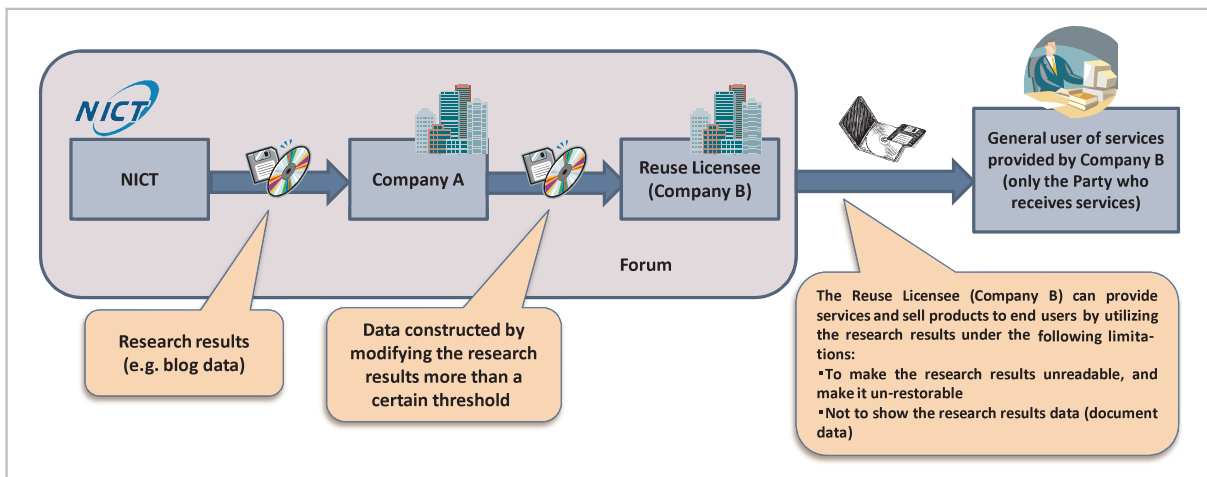 NICT
NICT
Company A
Reuse Licensee
(Company B)
General user of services
provided by Company B
(only the Party who
receives services)
Forum
Research results
(e.g. blog data)
Data constructed by
modifying the research
results more than a
certain threshold
The Reuse Licensee (Company B) can provide
services and sell products to end users by utilizing
the research results under the following limita-
tions:
▪To make the research results unreadable, and
make it un-restorable
▪Not to show the research results data (document
data)